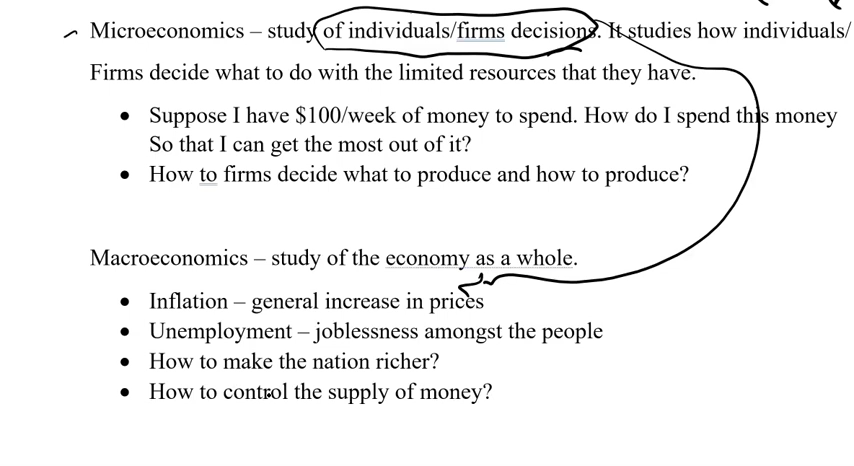 Microeconomics – study of individuals/firms decisions. It studies how individuals/
Firms decide what to do with the limited resources that they have.
• Suppose I have $100/week of money to spend. How do I spend this money
So that I can get the most out of it?
• How to firms decide what to produce and how to produce?
Macroeconomics – study of the economy as a whole.
• Inflation – general increase in prices
• Unemployment – joblessness amongst the people
• How to make the nation richer?
• How to control the supply of money?